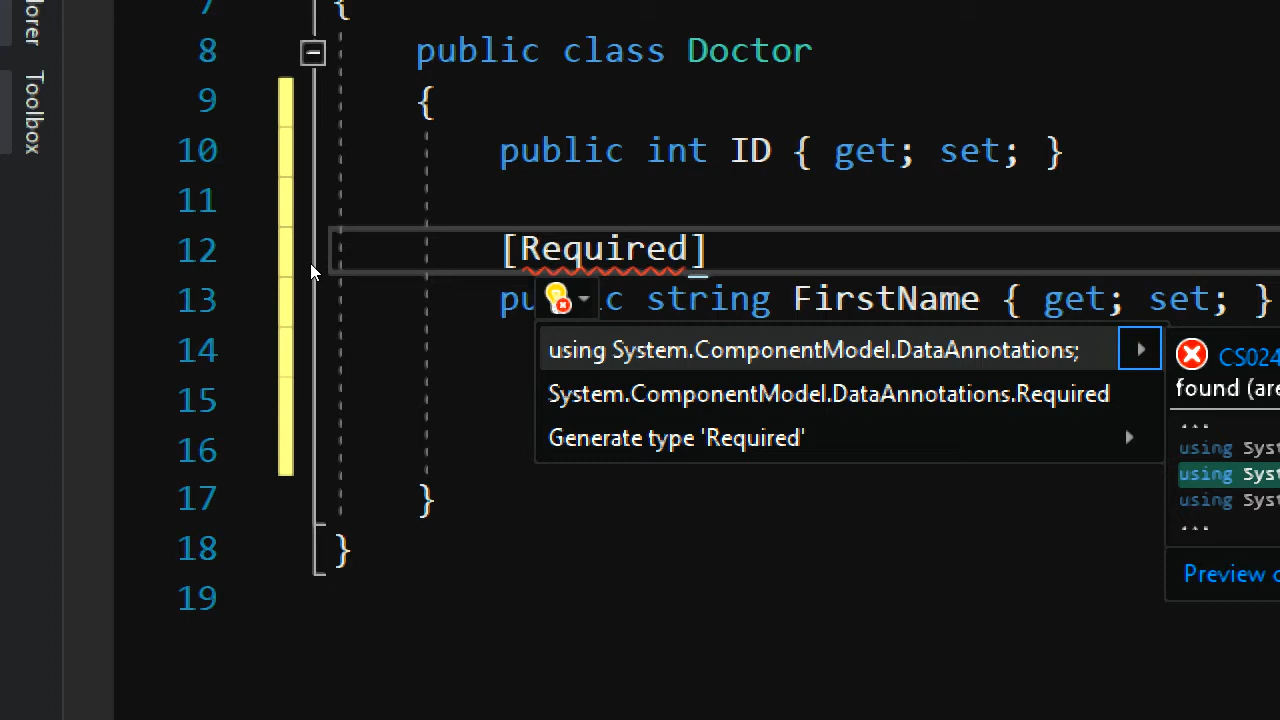 lorer
Toolbox
7 {
8 public class Doctor
9 {
10 public int ID { get; set; }
11
12 [Required]
13 pu c string FirstName { get; set; }
14
15
16
17 }
18 }
19
using System.ComponentModel.DataAnnotations;
System.ComponentModel.DataAnnotations.Required
Generate type 'Required'
CS024
found (are
...
using Syst
using Syst
using Syst
...
Preview c